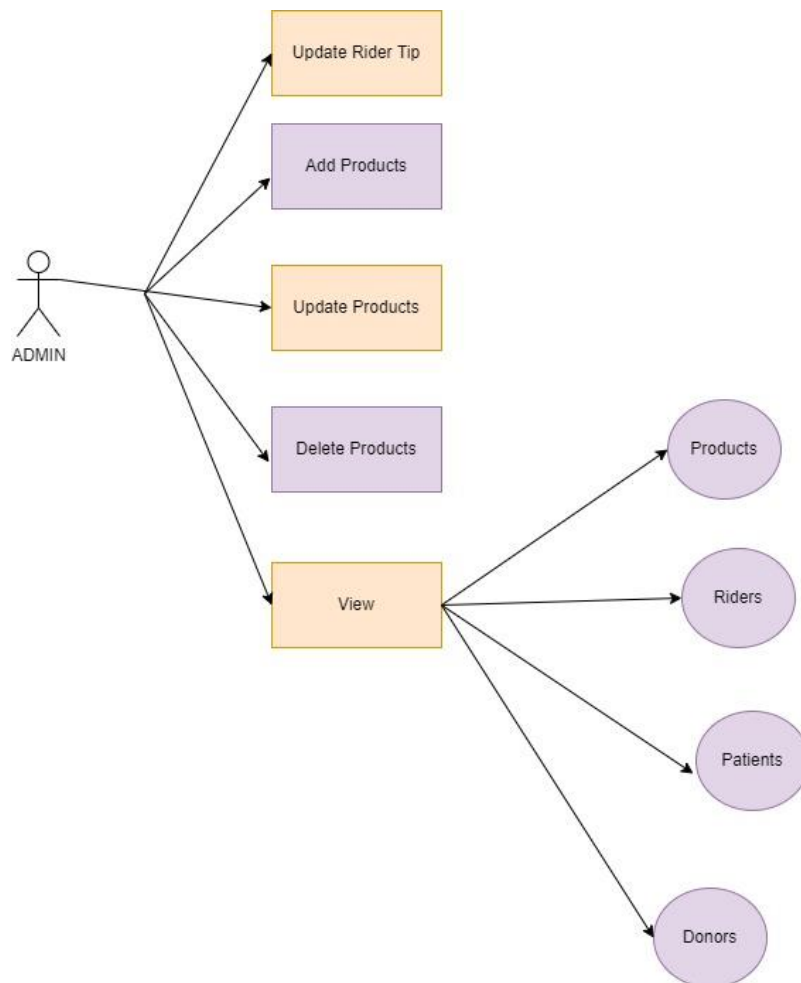 Update Rider Tip
Add Products
ADMIN
Update Products
Delete Products
View
Products
Riders
Patients
Donors